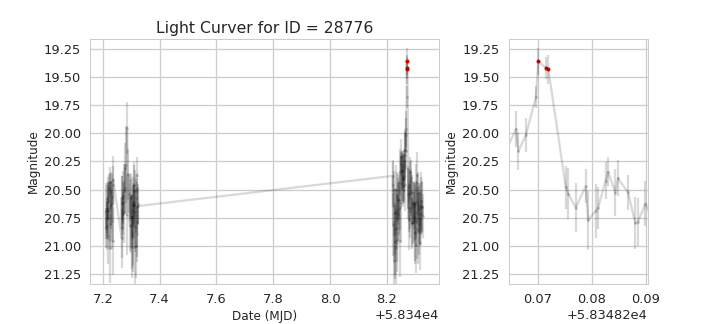 Light Curver for ID = 28776
19.25
19.50
19.75
20.00
20.25
20.50
20.75
21.00
21.25
Magnitude
7.2 7.4 7.6 7.8 8.0 8.2
Date (MJD)
+5.834e4
19.25
19.50
19.75
20.00
20.25
20.50
20.75
21.00
21.25
Magnitude
0.07 0.08 0.09
+5.83482e4